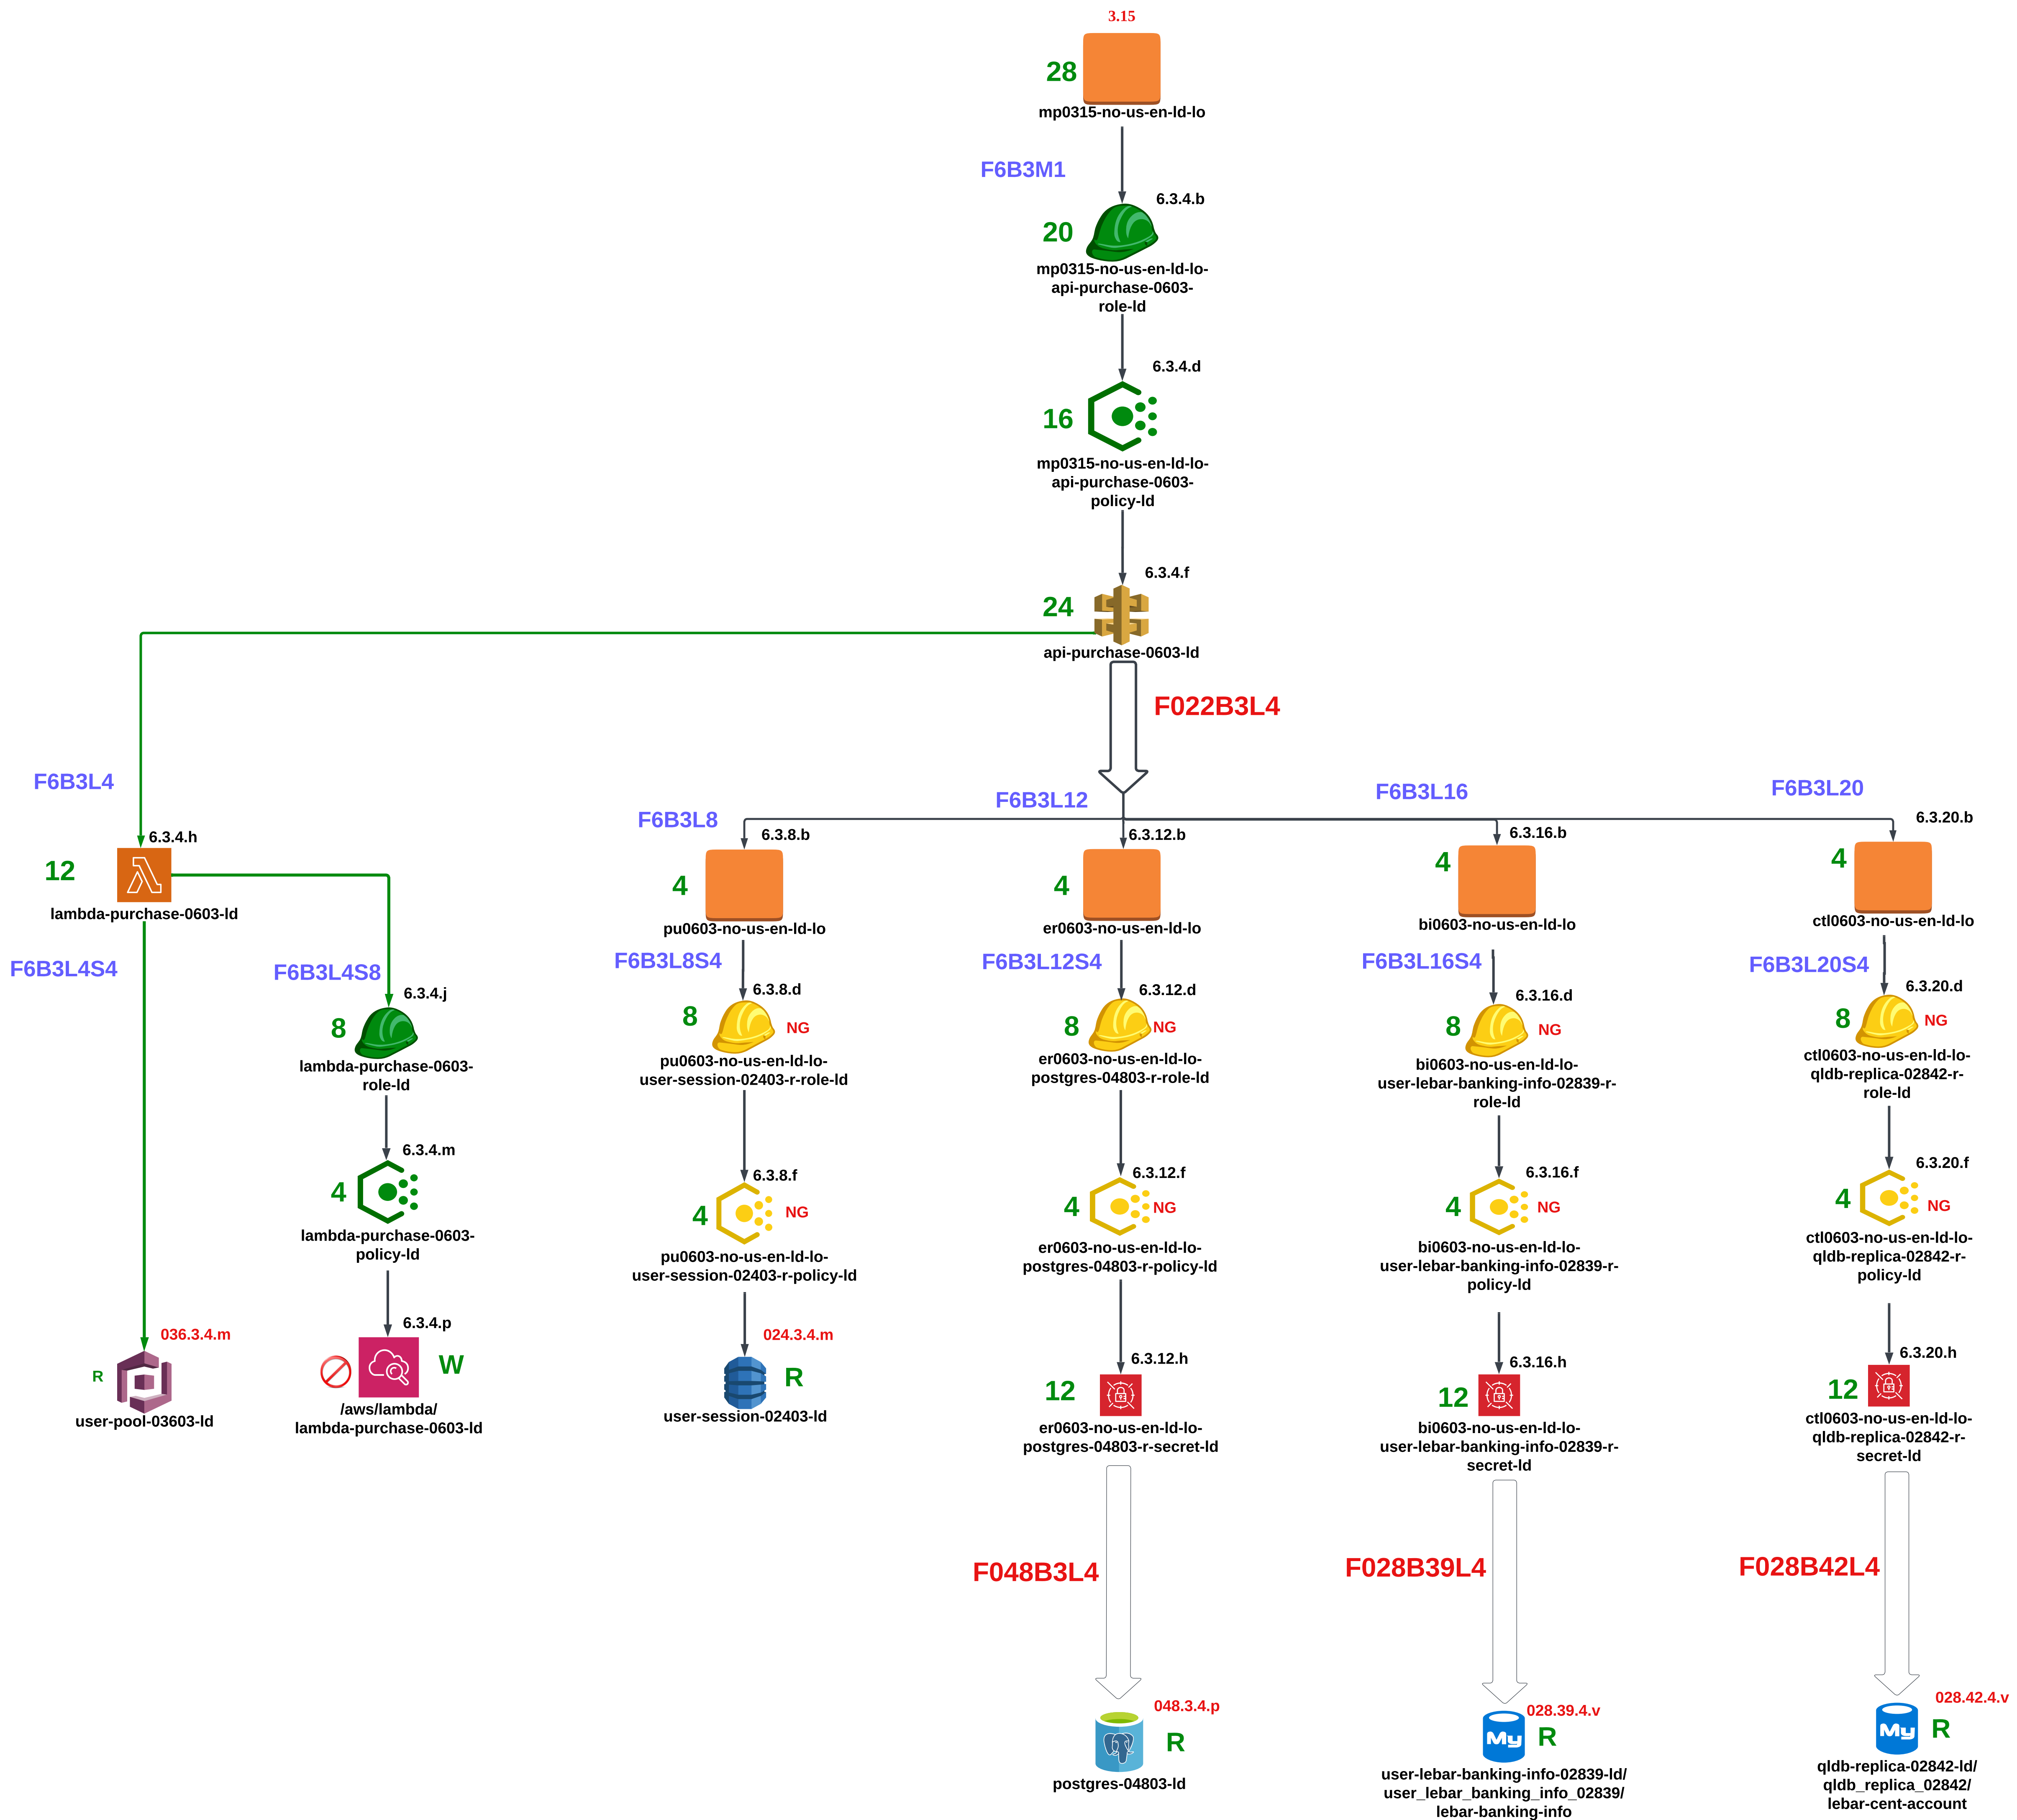 3.15
28
mp0315-no-us-en-ld-lo
F6B3M1
6.3.4.b
20
mp0315-no-us-en-ld-lo-
api-purchase-0603-
role-ld
6.3.4.d
16
mp0315-no-us-en-ld-lo-
api-purchase-0603-
policy-ld
6.3.4.f
24
api-purchase-0603-ld
F022B3L4
F6B3L4
6.3.4.h
12
lambda-purchase-0603-ld
F6B3L4S4
036.3.4.m
R
user-pool-03603-ld
F6B3L4S8
6.3.4.j
8
lambda-purchase-0603-
role-ld
6.3.4.m
4
lambda-purchase-0603-
policy-ld
6.3.4.p
W
/aws/lambda/
lambda-purchase-0603-ld
F6B3L8
6.3.8.b
4
pu0603-no-us-en-ld-lo
F6B3L8S4
6.3.8.d
8
NG
pu0603-no-us-en-ld-lo-
user-session-02403-r-role-ld
6.3.8.f
4
NG
pu0603-no-us-en-ld-lo-
user-session-02403-r-policy-ld
024.3.4.m
R
user-session-02403-ld
F6B3L12
6.3.12.b
4
er0603-no-us-en-ld-lo
F6B3L12S4
6.3.12.d
8
NG
er0603-no-us-en-ld-lo-
postgres-04803-r-role-ld
6.3.12.f
4
NG
er0603-no-us-en-ld-lo-
postgres-04803-r-policy-ld
6.3.12.h
12
er0603-no-us-en-ld-lo-
postgres-04803-r-secret-ld
F048B3L4
048.3.4.p
R
postgres-04803-ld
F6B3L16
6.3.16.b
4
bi0603-no-us-en-ld-lo
F6B3L16S4
6.3.16.d
8
NG
bi0603-no-us-en-ld-lo-
user-lebar-banking-info-02839-r-
role-ld
6.3.16.f
4
NG
bi0603-no-us-en-ld-lo-
user-lebar-banking-info-02839-r-
policy-ld
6.3.16.h
12
bi0603-no-us-en-ld-lo-
user-lebar-banking-info-02839-r-
secret-ld
F028B39L4
028.39.4.v
My
R
user-lebar-banking-info-02839-ld/
user_lebar_banking_info_02839/
lebar-banking-info
F6B3L20
6.3.20.b
4
ctl0603-no-us-en-ld-lo
F6B3L20S4
6.3.20.d
8
NG
ctl0603-no-us-en-ld-lo-
qldb-replica-02842-r-
role-ld
6.3.20.f
4
NG
ctl0603-no-us-en-ld-lo-
qldb-replica-02842-r-
policy-ld
6.3.20.h
12
ctl0603-no-us-en-ld-lo-
qldb-replica-02842-r-
secret-ld
F028B42L4
028.42.4.v
My
R
qldb-replica-02842-ld/
qldb_replica_02842/
lebar-cent-account